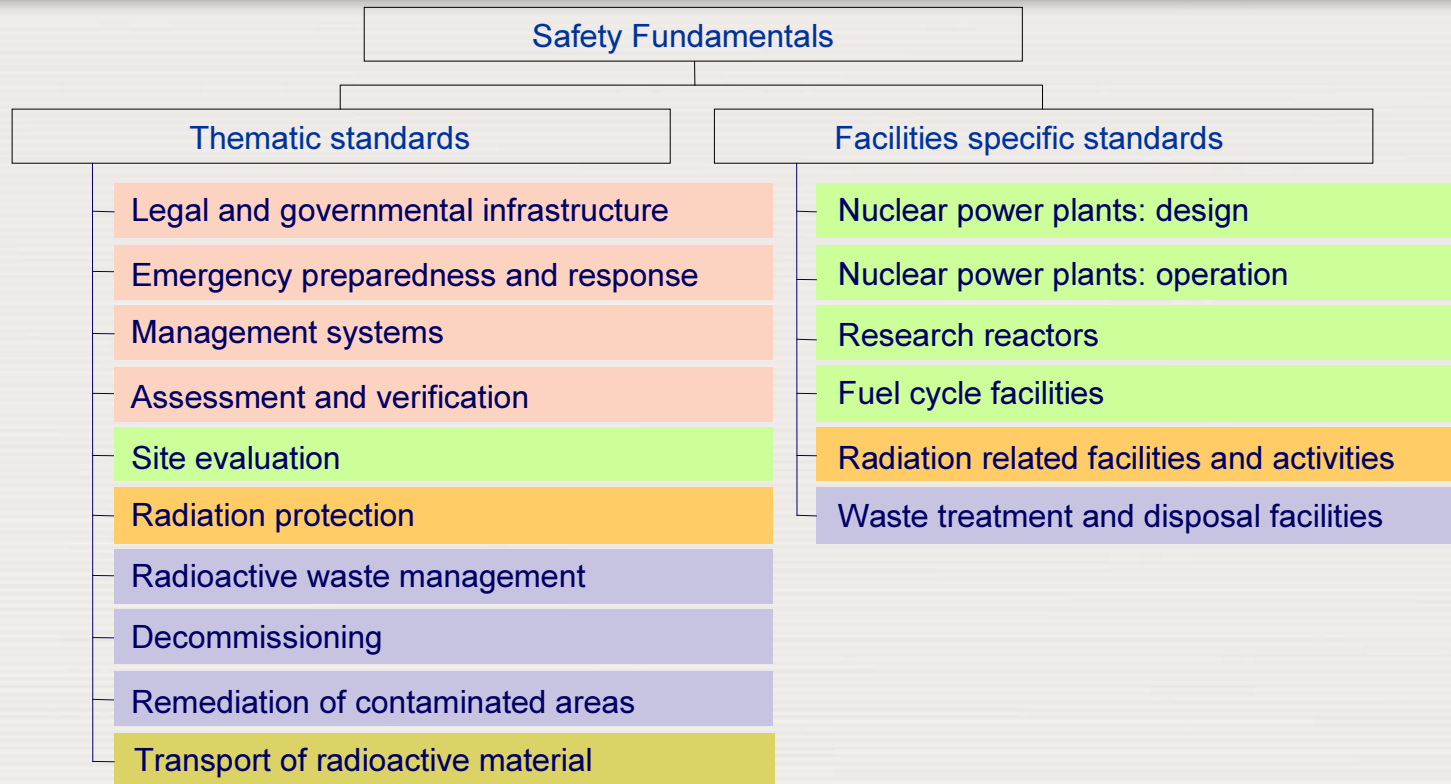 Safety Fundamentals
Thematic standards
Legal and governmental infrastructure
Emergency preparedness and response
Management systems
Assessment and verification
Site evaluation
Radiation protection
Radioactive waste management
Decommissioning
Remediation of contaminated areas
Transport of radioactive material
Facilities specific standards
Nuclear power plants: design
Nuclear power plants: operation
Research reactors
Fuel cycle facilities
Radiation related facilities and activities
Waste treatment and disposal facilities